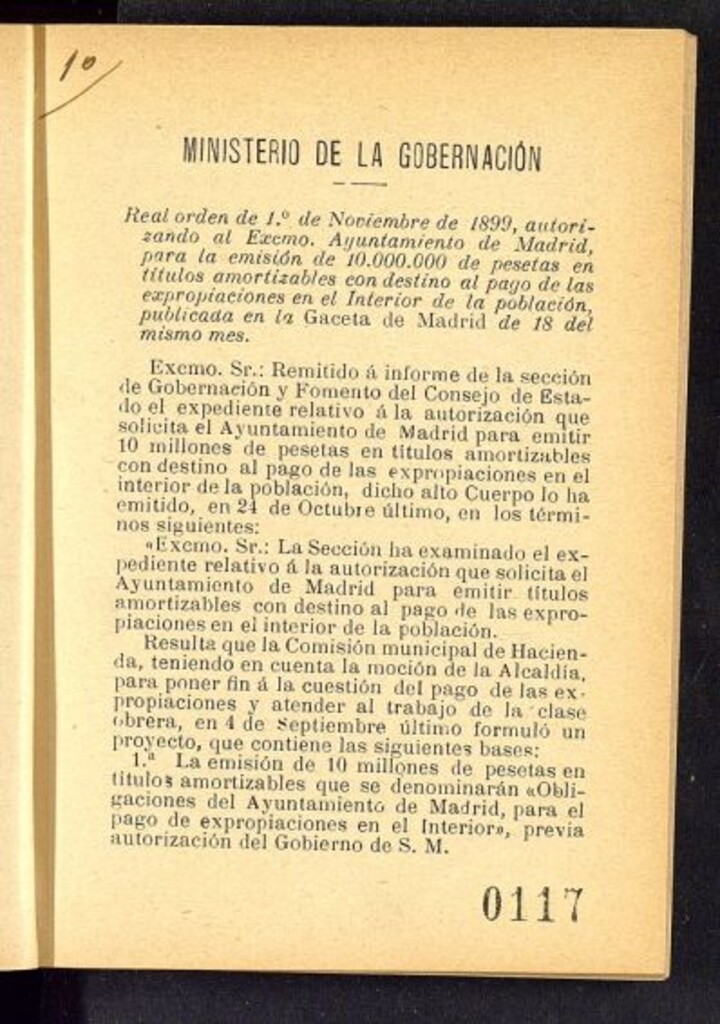 10
MINISTERIO DE LA GOBERNACIÓN
Real orden de 1.º de Noviembre de 1899, autori-
zando al Excmo. Ayuntamiento de Madrid,
para la emisión de 10.000.000 de pesetas en
títulos amortizables con destino al pago de las
expropiaciones en el Interior de la población,
publicada en la Gaceta de Madrid de 18 del
mismo mes.
Excmo. Sr.: Remitido á informe de la sección
de Gobernación y Fomento del Consejo de Esta-
do el expediente relativo á la autorización que
solicita el Ayuntamiento de Madrid para emitir
10 millones de pesetas en títulos amortizables
con destino al pago de las expropiaciones en el
interior de la población, dicho alto Cuerpo lo ha
emitido, en 24 de Octubre último, en los térmi-
nos siguientes:
«Excmo. Sr.: La Sección ha examinado el ex-
pediente relativo á la autorización que solicita el
Ayuntamiento de Madrid para emitir títulos
amortizables con destino al pago de las expro-
piaciones en el interior de la población.
Resulta que la Comisión municipal de Hacien-
da, teniendo en cuenta la moción de la Alcaldía,
para poner fin á la cuestión del pago de las ex-
propiaciones y atender al trabajo de la clase
obrera, en 4 de Septiembre último formuló un
proyecto, que contiene las siguientes bases:
1.ª La emisión de 10 millones de pesetas en
títulos amortizables que se denominarán «Obli-
gaciones del Ayuntamiento de Madrid, para el
pago de expropiaciones en el Interior», previa
autorización del Gobierno de S. M.
0117